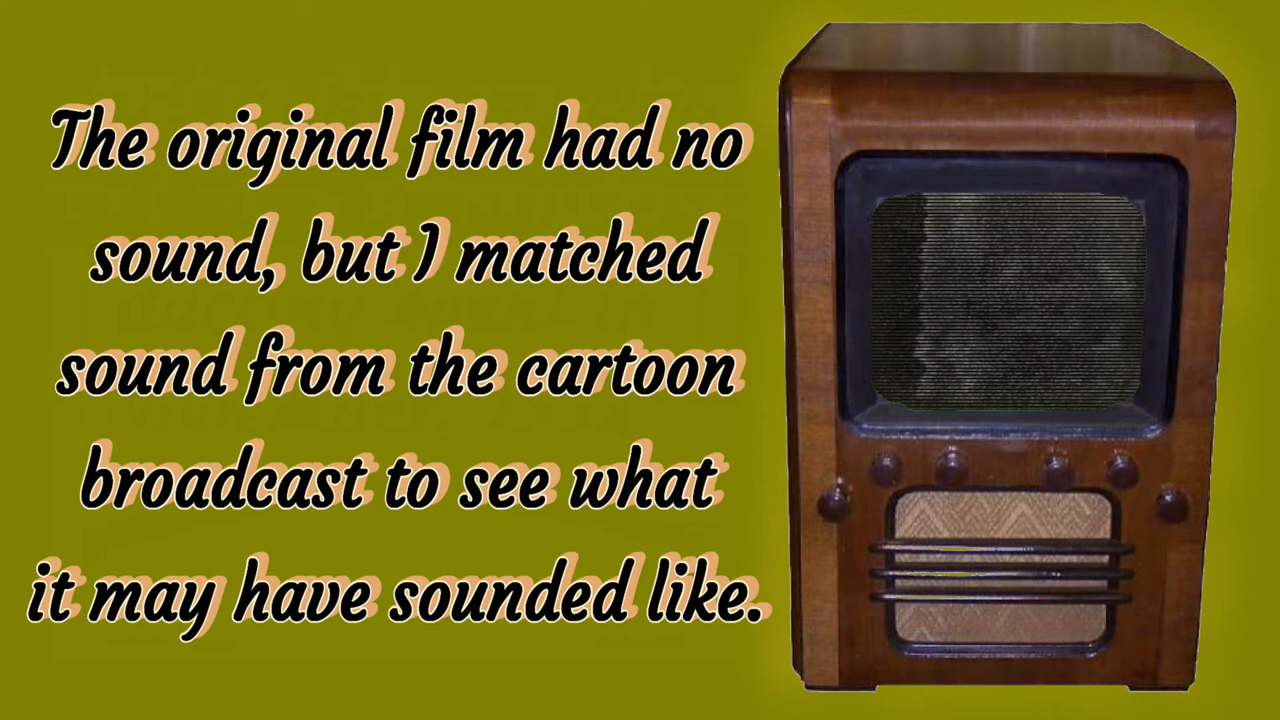 The original film had no
sound, but I matched
sound from the cartoon
broadcast to see what
it may have sounded like.